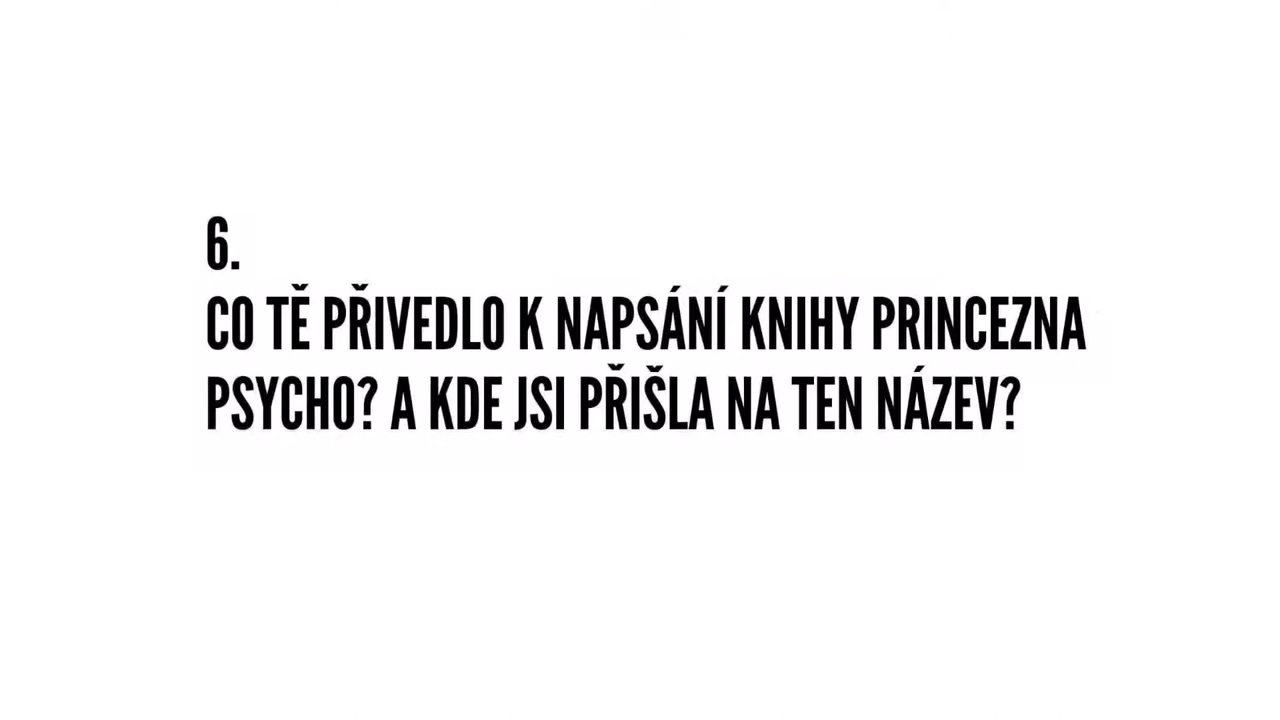 6.
CO TĚ PŘIVEDLO K NAPSÁNÍ KNIHY PRINCEZNA
PSYCHO? A KDE JSI PŘIŠLA NA TEN NÁZEV?